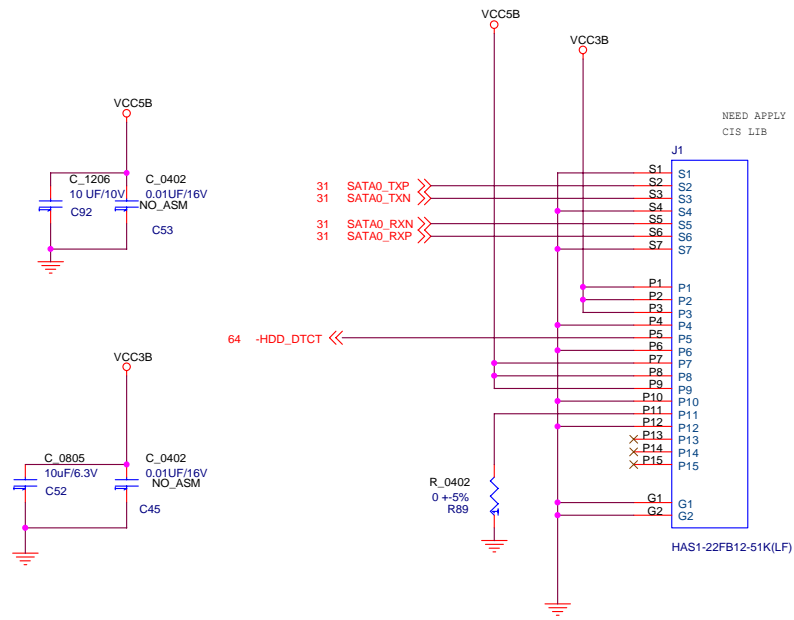 VCC5B
VCC3B
NEED APPLY
CIS LIB
J1
VCC5B
C_1206
10 UF/10V
C92
C_0402
0.01UF/16V
NO_ASM
C53
31 SATA0_TXP
31 SATA0_TXN
31 SATA0_RXN
31 SATA0_RXP
S1 S1
S2 S2
S3 S3
S4 S4
S5 S5
S6 S6
S7 S7
P1 P1
P2 P2
P3 P3
P4 P4
64 -HDD_DTCT
P5 P5
P6 P6
P7 P7
P8 P8
P9 P9
P10 P10
P11 P11
P12 P12
P13 P13
P14 P14
P15 P15
G1 G1
G2 G2
VCC3B
C_0805
10uF/6.3V
C52
C_0402
0.01UF/16V
NO_ASM
C45
R_0402
0 +-5%
R89
HAS1-22FB12-51K(LF)